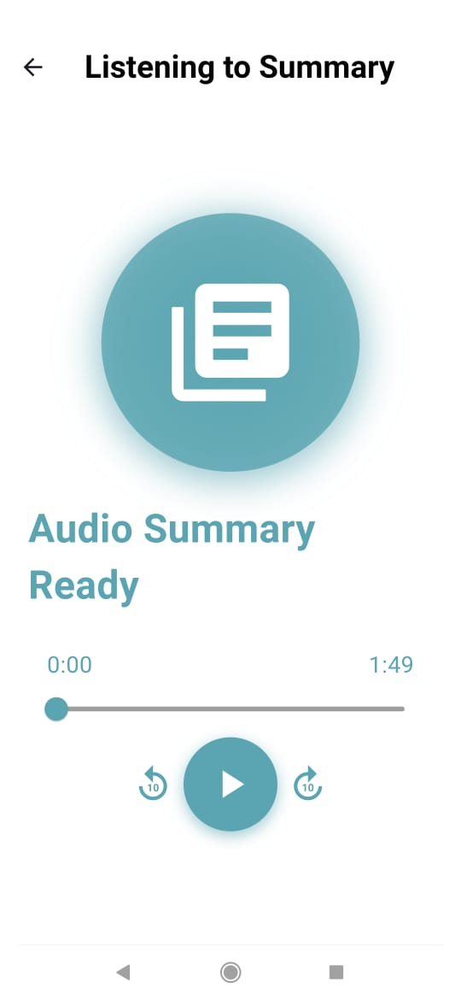 Listening to Summary
Audio Summary
Ready
0:00 1:49
10 10